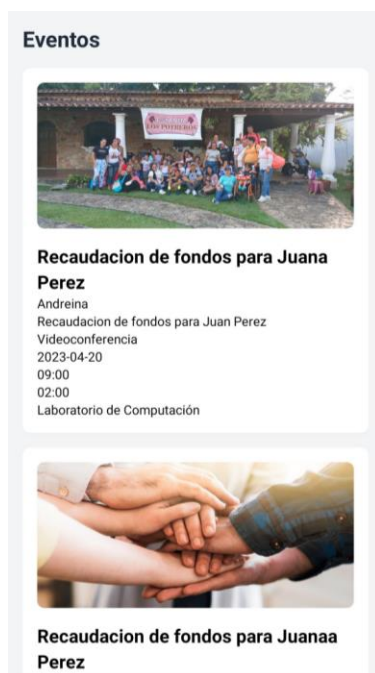 Eventos
Recaudacion de fondos para Juana
Perez
Andreina
Recaudacion de fondos para Juan Perez
Videoconferencia
2023-04-20
09:00
02:00
Laboratorio de Computación
Recaudacion de fondos para Juanaa
Perez